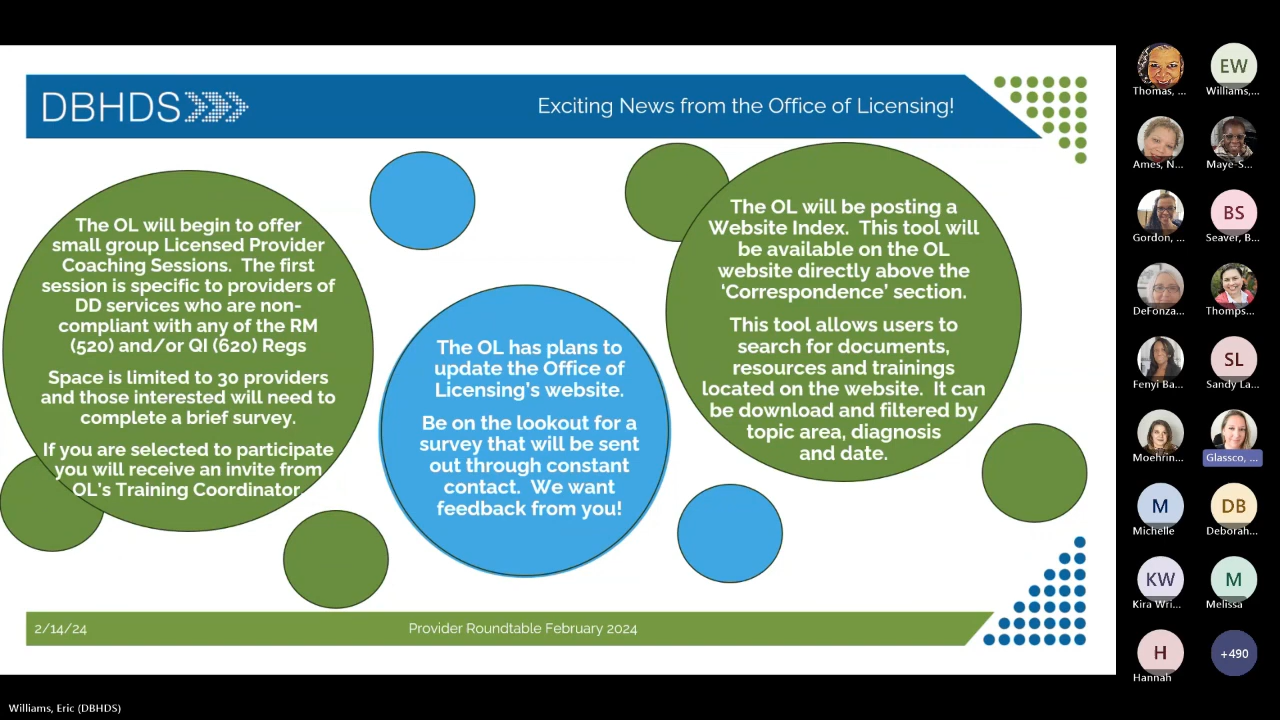 DBHDS
Exciting News from the Office of Licensing!
The OL will begin to offer
small group Licensed Provider
Coaching Sessions. The first
session is specific to providers of
DD services who are non-
compliant with any of the RM
(520) and/or QI (620) Regs
Space is limited to 30 providers
and those interested will need to
complete a brief survey.
If you are selected to participate
you will receive an invite from
OL's Training Coordinator.
The OL has plans to
update the Office of
Licensing's website.
Be on the lookout for a
survey that will be sent
out through constant
contact. We want
feedback from you!
The OL will be posting a
Website Index. This tool will
be available on the OL
website directly above the
'Correspondence' section.
This tool allows users to
search for documents,
resources and trainings
located on the website. It can
be download and filtered by
topic area, diagnosis
and date.
2/14/24
Provider Roundtable February 2024
Thomas, ...
EW
Williams,...
Ames, N...
Maye-S...
Gordon, ...
BS
Seaver, B...
DeFonza...
Thomps...
Fenyi Ba...
SL
Sandy La...
Moehrin...
Glassco, ...
M
Michelle
DB
Deborah...
KW
Kira Wri...
M
Melissa
H
Hannah
+490
Williams, Eric (DBHDS)